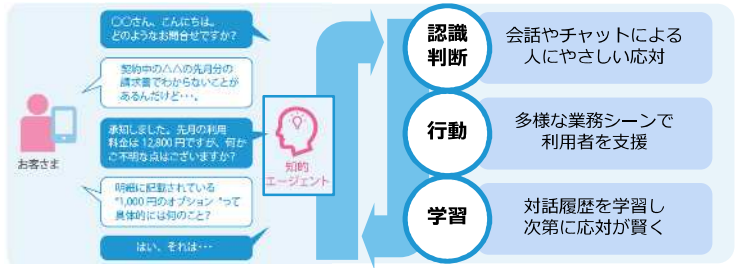 〇〇さん、こんにちは。
どのようなお問合せですか？
契約中の△△の先月分の
請求書でわからないことが
あるんだけど・・・。
承知しました。先月の利用
料金は12,800円ですが、何か
ご不明な点はございますか？
明細に記載されている
"1,000円のオプション "って
具体的には何のこと？
はい、それは・・・
お客さま
知的
エージェント
認識
判断
会話やチャットによる
人にやさしい応対
行動
多様な業務シーンで
利用者を支援
学習
対話履歴を学習し
次第に応対が賢く